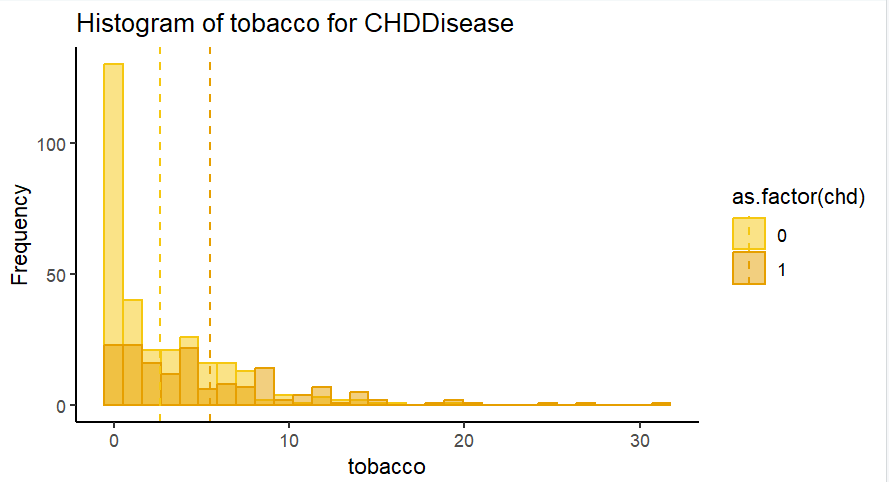 Histogram of tobacco for CHDDisease
Frequency
100
50
0
0 10 20 30
tobacco
as.factor(chd)
0
1